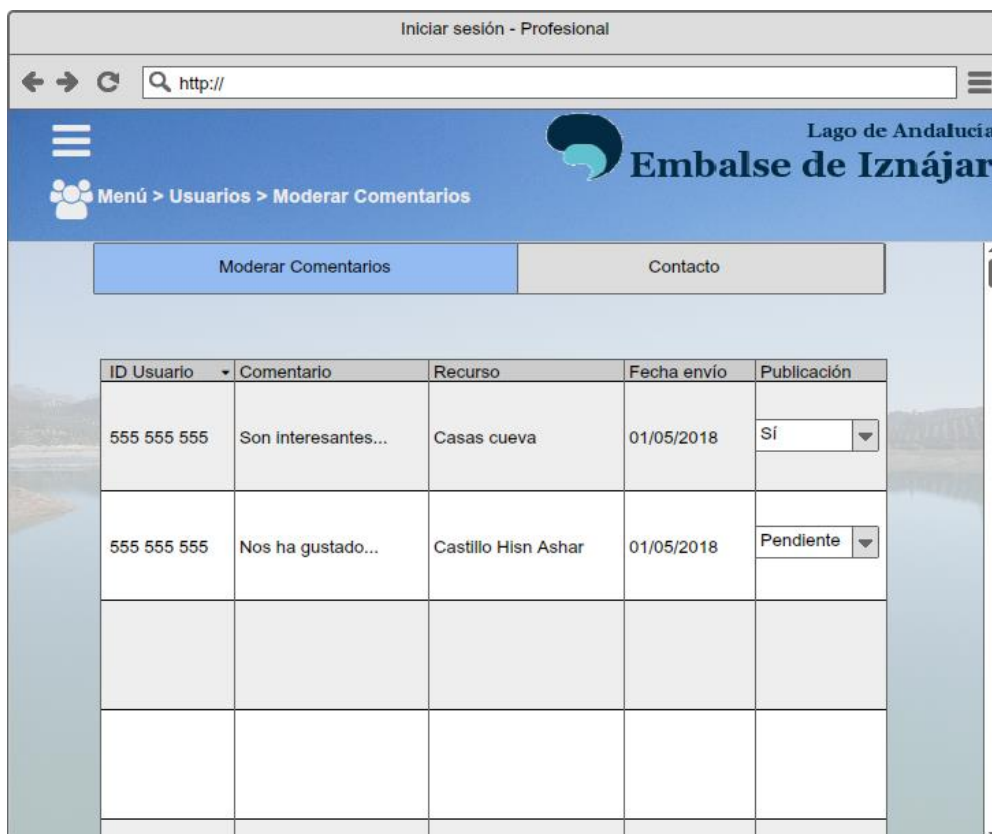 Iniciar sesión - Profesional
http://
Lago de Andalucía
Embalse de Iznájar
Menú > Usuarios > Moderar Comentarios
Moderar Comentarios Contacto
ID Usuario Comentario Recurso Fecha envío Publicación
555 555 555 Son interesantes... Casas cueva 01/05/2018 Sí
555 555 555 Nos ha gustado... Castillo Hisn Ashar 01/05/2018 Pendiente